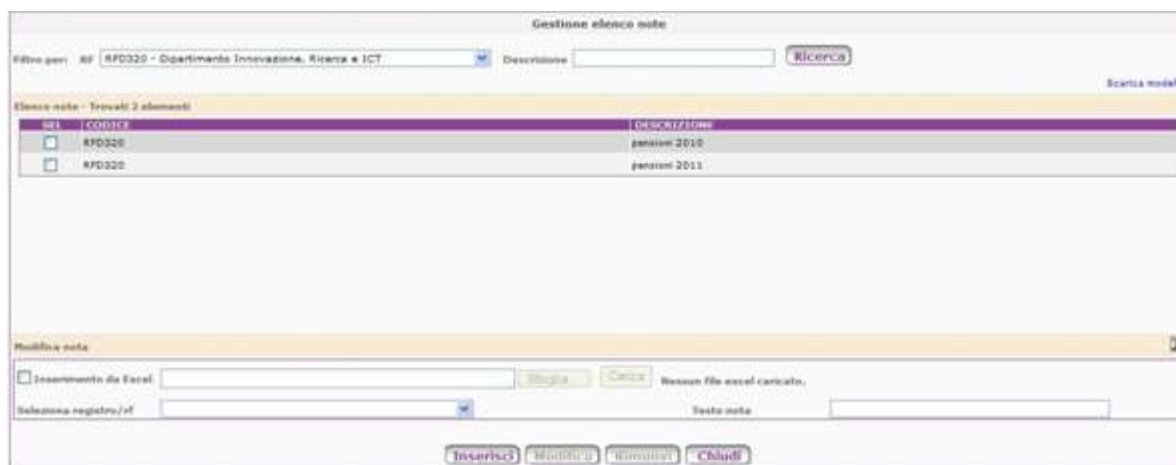 Gestione elenco note
Filtro per: RF RFD320 - Dipartimento Innovazione, Ricerca e ICT Descrizione Ricerca
Scarica model
Elenco note - Trovati 2 elementi
SEL CODICE DESCRIZIONE
RFD320 pensioni 2010
RFD320 pensioni 2011
Modifica nota
Inserimento da Excel Sfoglia... Carica Nessun file excel caricato.
Seleziona registro/rf Testo nota
Inserisci Modifica Rimuovi Chiudi